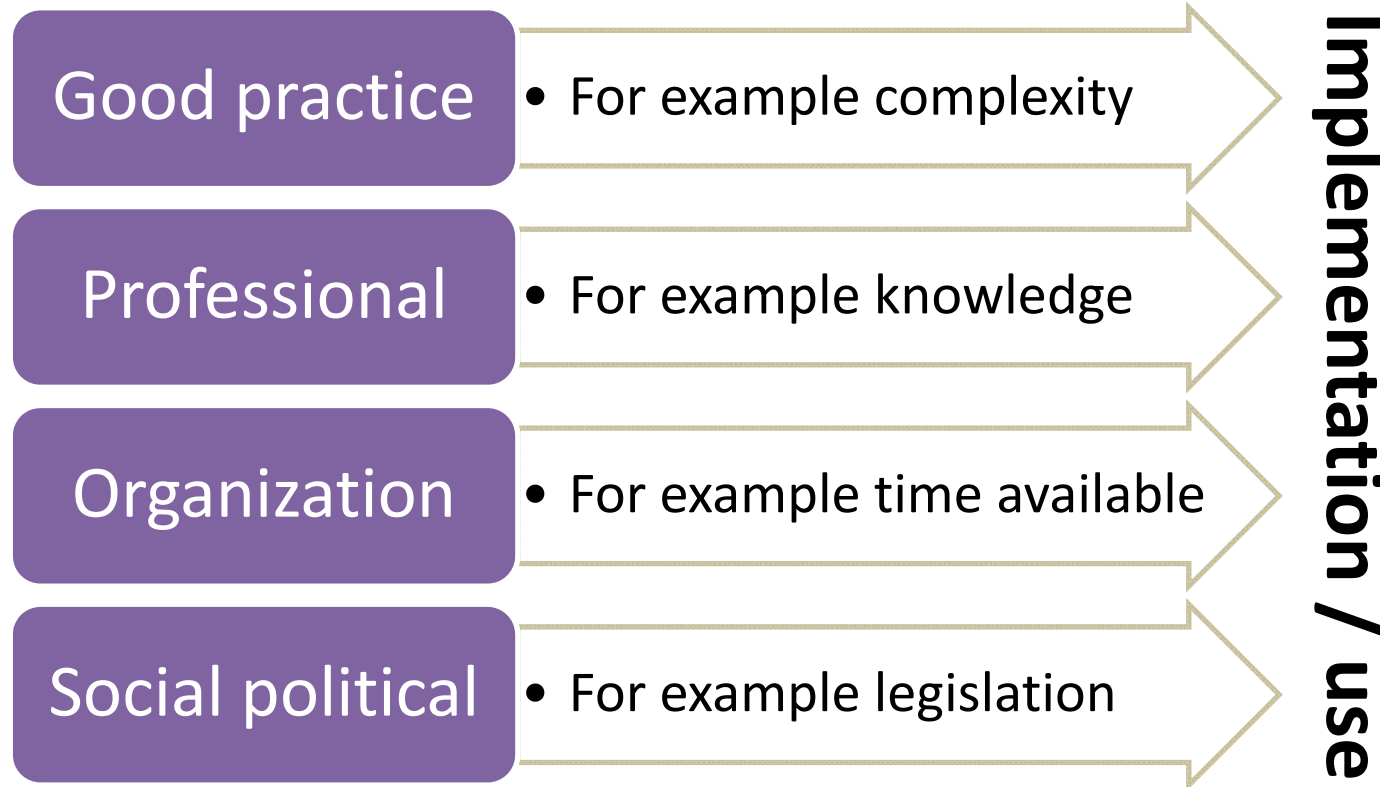 Good practice
• For example complexity
Professional
• For example knowledge
Organization
• For example time available
Social political
• For example legislation
Implementation / use